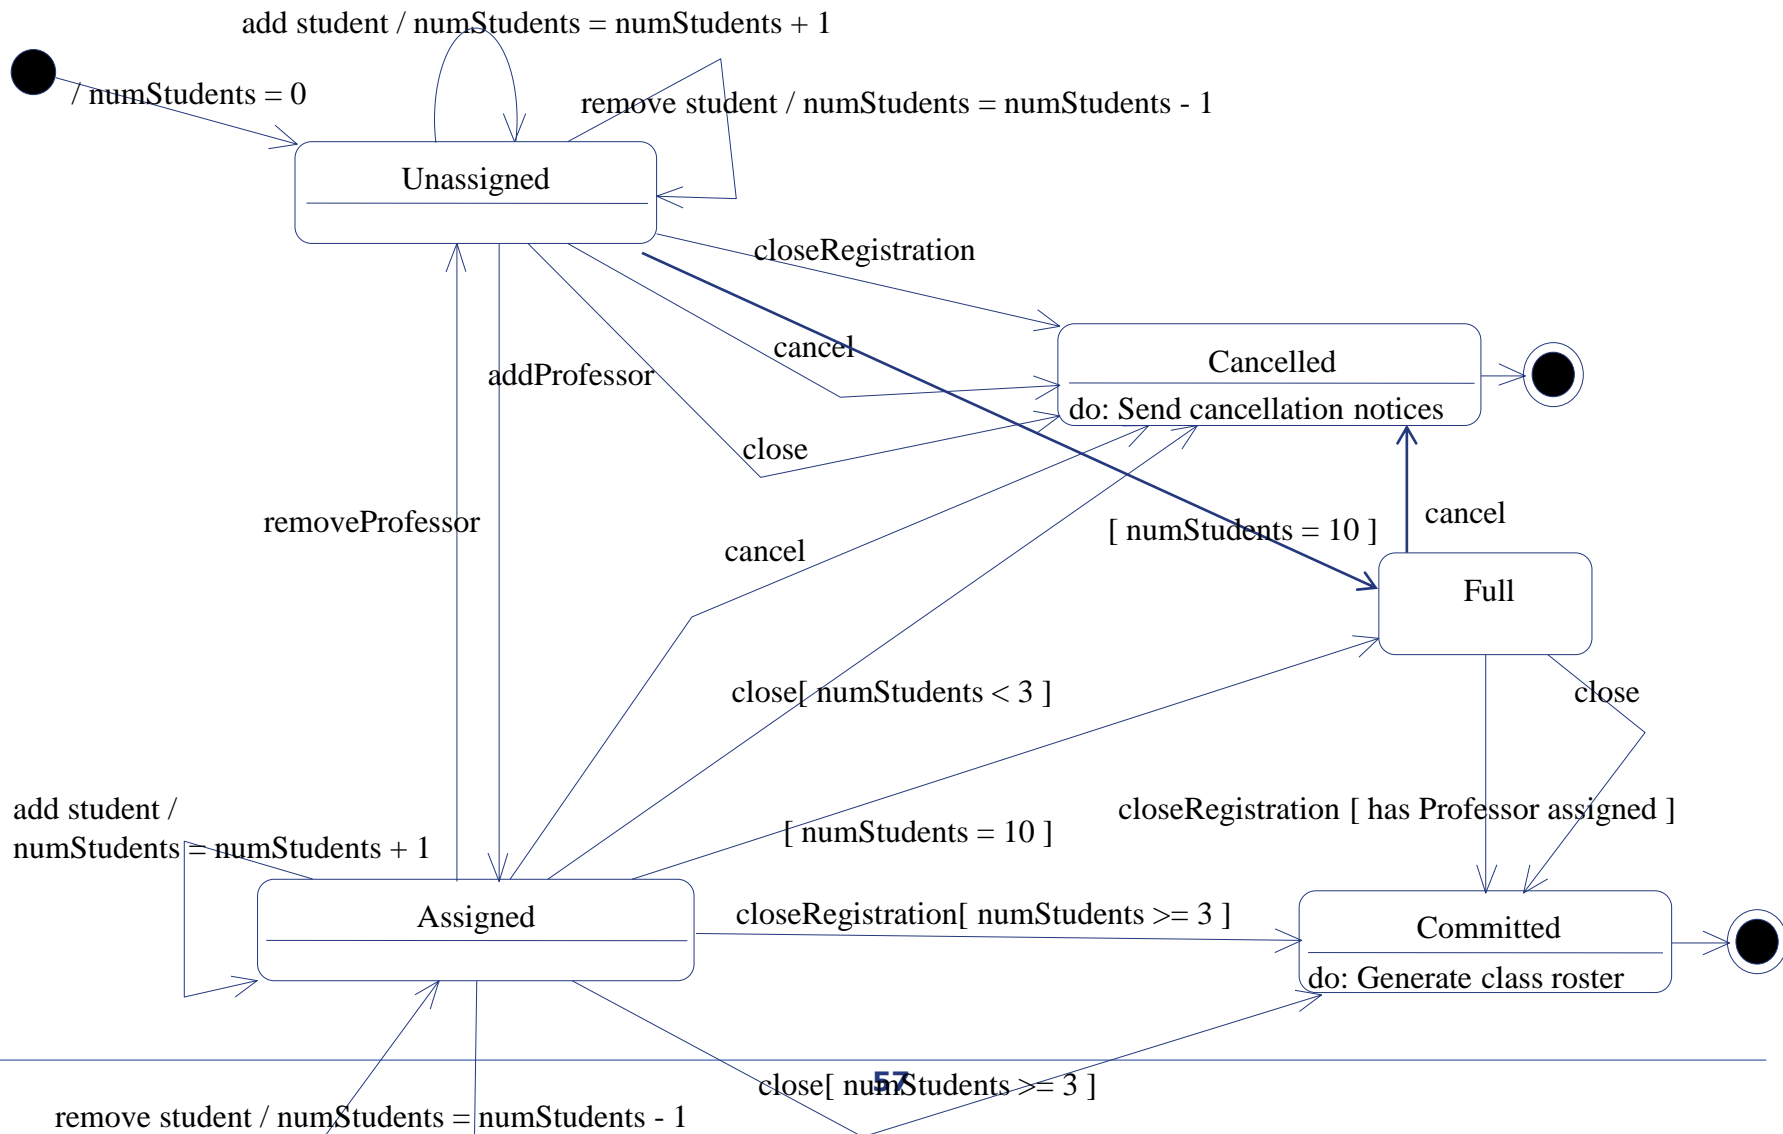 add student / numStudents = numStudents + 1
/ numStudents = 0
remove student / numStudents = numStudents - 1
Unassigned
closeRegistration
cancel
Cancelled
addProfessor
do: Send cancellation notices
close
removeProfessor
cancel
[ numStudents = 10 ]
cancel
Full
close[ numStudents < 3 ]
close
add student /
numStudents = numStudents + 1
closeRegistration [ has Professor assigned ]
[ numStudents = 10 ]
Assigned
closeRegistration[ numStudents >= 3 ]
Committed
do: Generate class roster
57
close[ numStudents >= 3 ]
remove student / numStudents = numStudents - 1